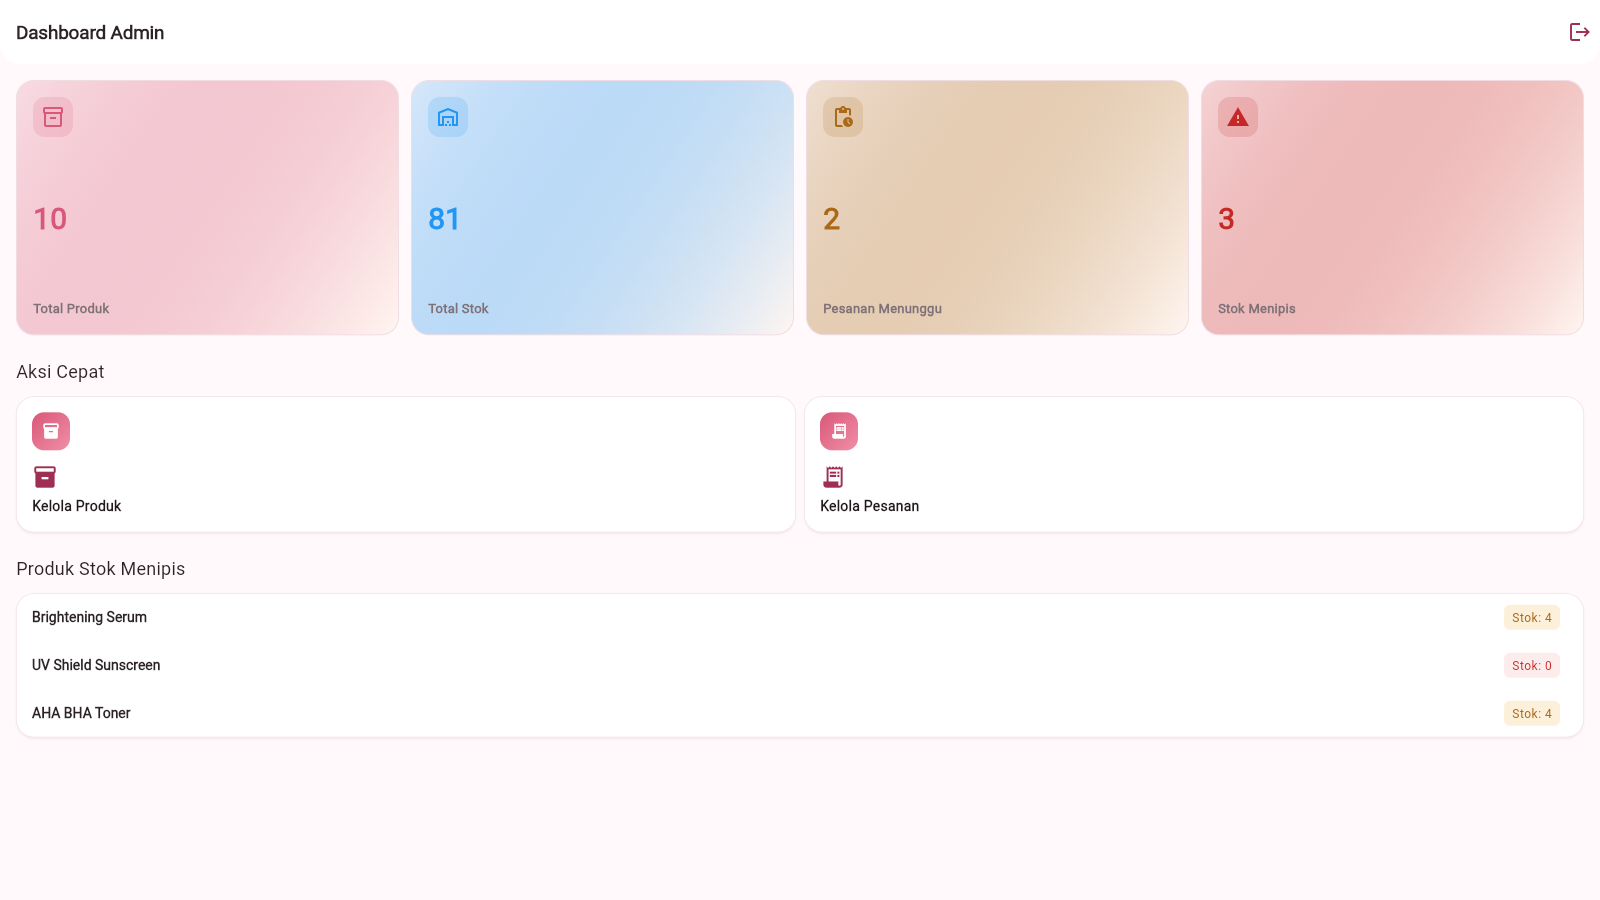 Dashboard Admin
10
Total Produk
81
Total Stok
2
Pesanan Menunggu
3
Stok Menipis
Aksi Cepat
Kelola Produk
Kelola Pesanan
Produk Stok Menipis
Brightening Serum
Stok: 4
UV Shield Sunscreen
Stok: 0
AHA BHA Toner
Stok: 4